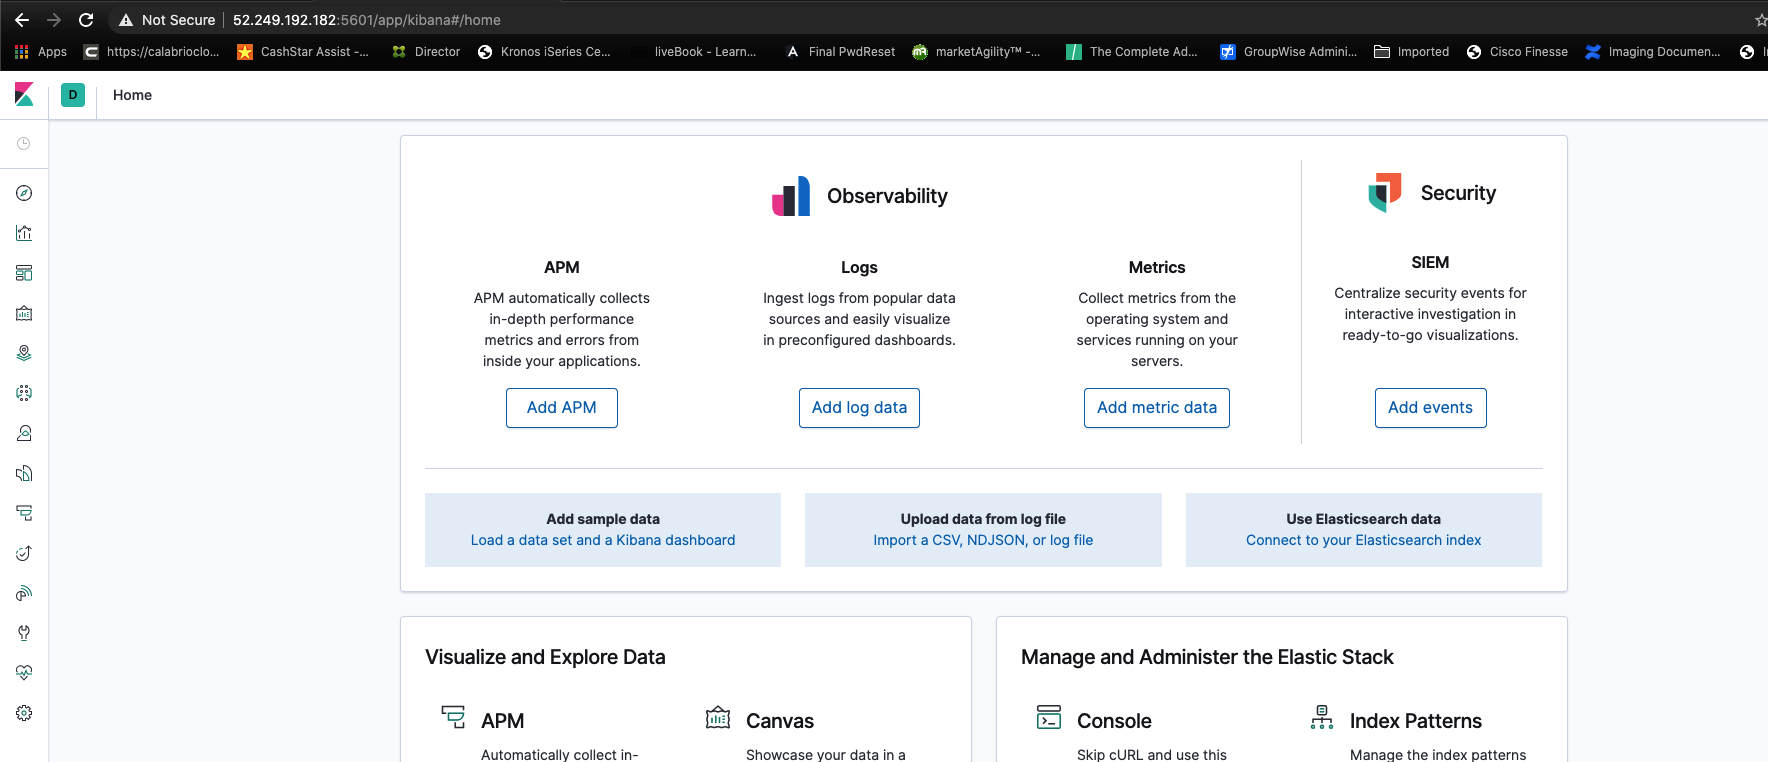 Not Secure 52.249.192.182:5601/app/kibana#/home
Apps https://calabrioclo... CashStar Assist -... Director Kronos iSeries Ce... liveBook - Learn... Final PwdReset marketAgility™ -... The Complete Ad... GroupWise Admini... Imported Cisco Finesse Imaging Documen...
D Home
Observability
Security
APM
APM automatically collects
in-depth performance
metrics and errors from
inside your applications.
Add APM
Logs
Ingest logs from popular data
sources and easily visualize
in preconfigured dashboards.
Add log data
Metrics
Collect metrics from the
operating system and
services running on your
servers.
Add metric data
SIEM
Centralize security events for
interactive investigation in
ready-to-go visualizations.
Add events
Add sample data
Load a data set and a Kibana dashboard
Upload data from log file
Import a CSV, NDJSON, or log file
Use Elasticsearch data
Connect to your Elasticsearch index
Visualize and Explore Data
APM
Automatically collect in-
Canvas
Showcase your data in a
Manage and Administer the Elastic Stack
Console
Skip cURL and use this
Index Patterns
Manage the index patterns